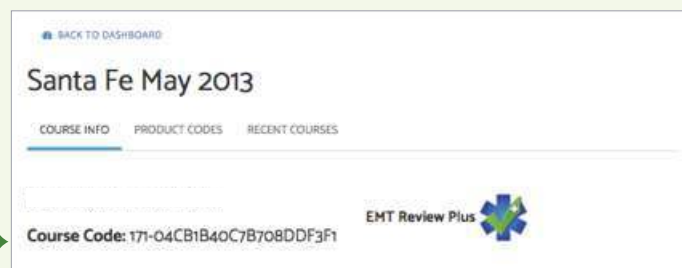 BACK TO DASHBOARD
Santa Fe May 2013
COURSE INFO PRODUCT CODES RECENT COURSES
EMT Review Plus
Course Code: 171-04CB1B40C7B708DDF3F1